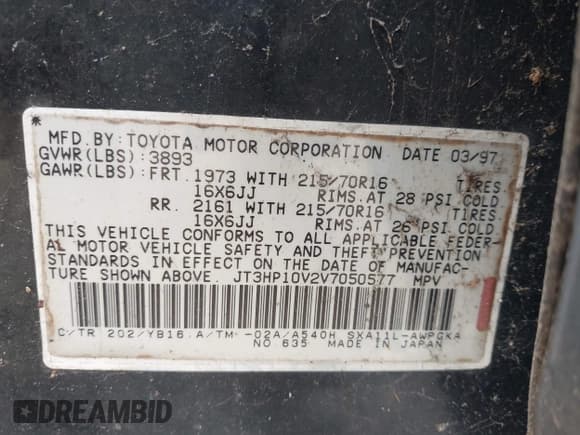 MFD.BY:TOYOTA MOTOR CORPORATION DATE 03/97
GVWR(LBS):3893
GAWR(LBS):FRT.1973 WITH 215/70R16 TIRES,
16X6JJ RIMS.AT 28 PSI COLD
RR. 2161 WITH 215/70R16 TIRES,
16X6JJ RIMS.AT 26 PSI COLD
THIS VEHICLE CONFORMS TO ALL APPLICABLE FEDER-
AL MOTOR VEHICLE SAFETY AND THEFT PREVENTION
STANDARDS IN EFFECT ON THE DATE OF MANUFAC-
TURE SHOWN ABOVE. JT3HP10V2V7050577 MPV
C/TR 202/YB16.A/TM -02A/A540H SXA11L-AWPGKA
NO 635 MADE IN JAPAN
DREAMBID